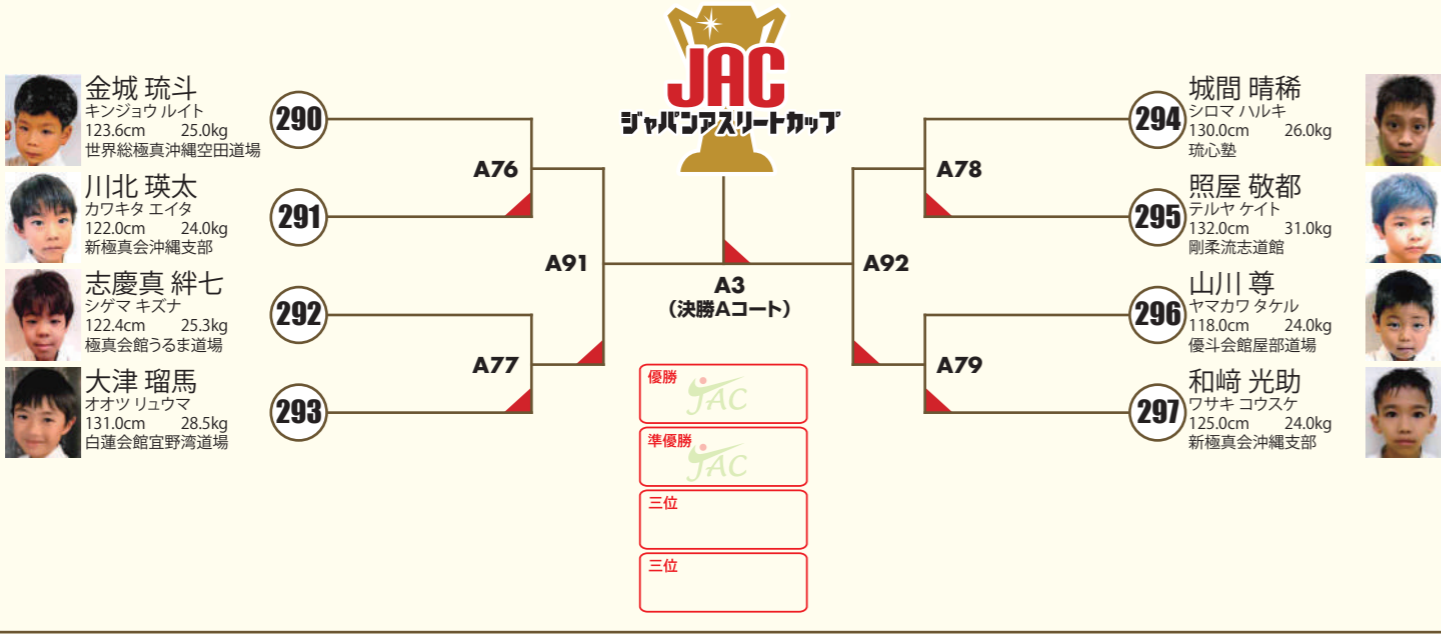 JAC
ジャパンアスリートカップ
金城 琉斗
キンジョウ ルイト
123.6cm 25.0kg
世界総極真沖縄空田道場
290
川北 瑛太
カワキタ エイタ
122.0cm 24.0kg
新極真会沖縄支部
291
志慶真 絆七
シゲマ キズナ
122.4cm 25.3kg
極真会館うるま道場
292
大津 瑠馬
オオツ リュウマ
131.0cm 28.5kg
白蓮会館宜野湾道場
293
A76
A77
A91
A3
(決勝Aコート)
A92
A78
A79
294
城間 晴稀
シロマ ハルキ
130.0cm 26.0kg
琉心塾
295
照屋 敬都
テルヤ ケイト
132.0cm 31.0kg
剛柔流志道館
296
山川 尊
ヤマカワ タケル
118.0cm 24.0kg
優斗会館屋部道場
297
和﨑 光助
ワサキ コウスケ
125.0cm 24.0kg
新極真会沖縄支部
優勝
JAC
準優勝
JAC
三位
三位